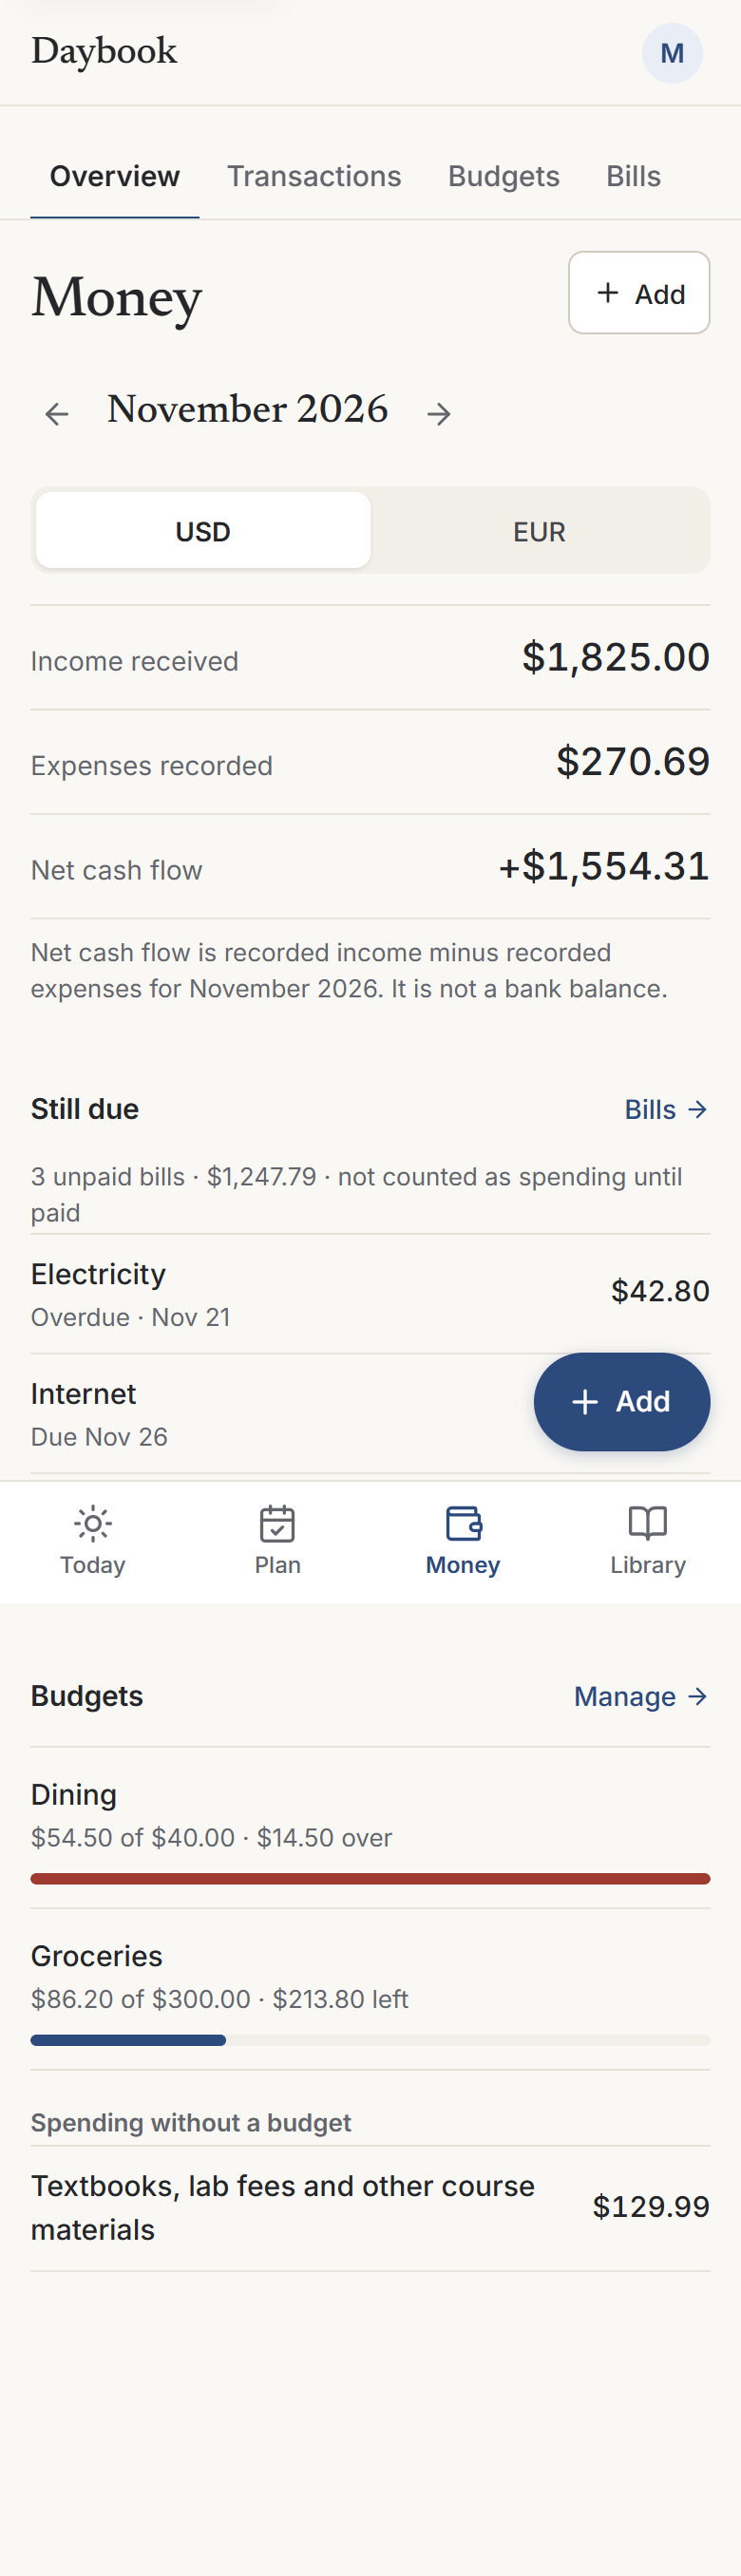 Daybook
M
Overview Transactions Budgets Bills
Money
+ Add
November 2026
USD EUR
Income received $1,825.00
Expenses recorded $270.69
Net cash flow +$1,554.31
Net cash flow is recorded income minus recorded
expenses for November 2026. It is not a bank balance.
Still due Bills →
3 unpaid bills · $1,247.79 · not counted as spending until
paid
Electricity $42.80
Overdue · Nov 21
Internet
Due Nov 26
+ Add
Today Plan Money Library
Budgets Manage →
Dining
$54.50 of $40.00 · $14.50 over
Groceries
$86.20 of $300.00 · $213.80 left
Spending without a budget
Textbooks, lab fees and other course
materials $129.99